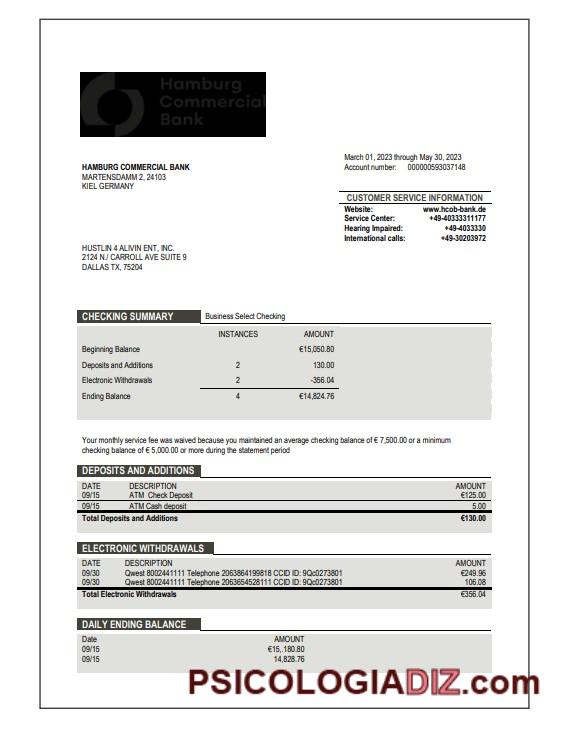 Hamburg
Commercial
Bank
March 01, 2023 through May 30, 2023
Account number: 000000593037148
HAMBURG COMMERCIAL BANK
MARTENSDAMM 2, 24103
KIEL GERMANY
CUSTOMER SERVICE INFORMATION
Website: www.hcob-bank.de
Service Center: +49-40333311177
Hearing Impaired: +49-4033330
International calls: +49-30203972
HUSTLIN 4 ALIVIN ENT, INC.
2124 N./ CARROLL AVE SUITE 9
DALLAS TX, 75204
CHECKING SUMMARY Business Select Checking
INSTANCES AMOUNT
Beginning Balance €15,050.80
Deposits and Additions 2 130.00
Electronic Withdrawals 2 -356.04
Ending Balance 4 €14,824.76
Your monthly service fee was waived because you maintained an average checking balance of € 7,500.00 or a minimum
checking balance of € 5,000.00 or more during the statement period
DEPOSITS AND ADDITIONS
DATE DESCRIPTION AMOUNT
09/15 ATM Check Deposit €125.00
09/15 ATM Cash deposit 5.00
Total Deposits and Additions €130.00
ELECTRONIC WITHDRAWALS
DATE DESCRIPTION AMOUNT
09/30 Qwest 8002441111 Telephone 2063864199818 CCID ID: 9Qc0273801 €249.96
09/30 Qwest 8002441111 Telephone 2063654528111 CCID ID: 9Qc0273801 106.08
Total Electronic Withdrawals €356.04
DAILY ENDING BALANCE
Date AMOUNT
09/15 €15,.180.80
09/15 14,828.76
PSICOLOGIADIZ.com